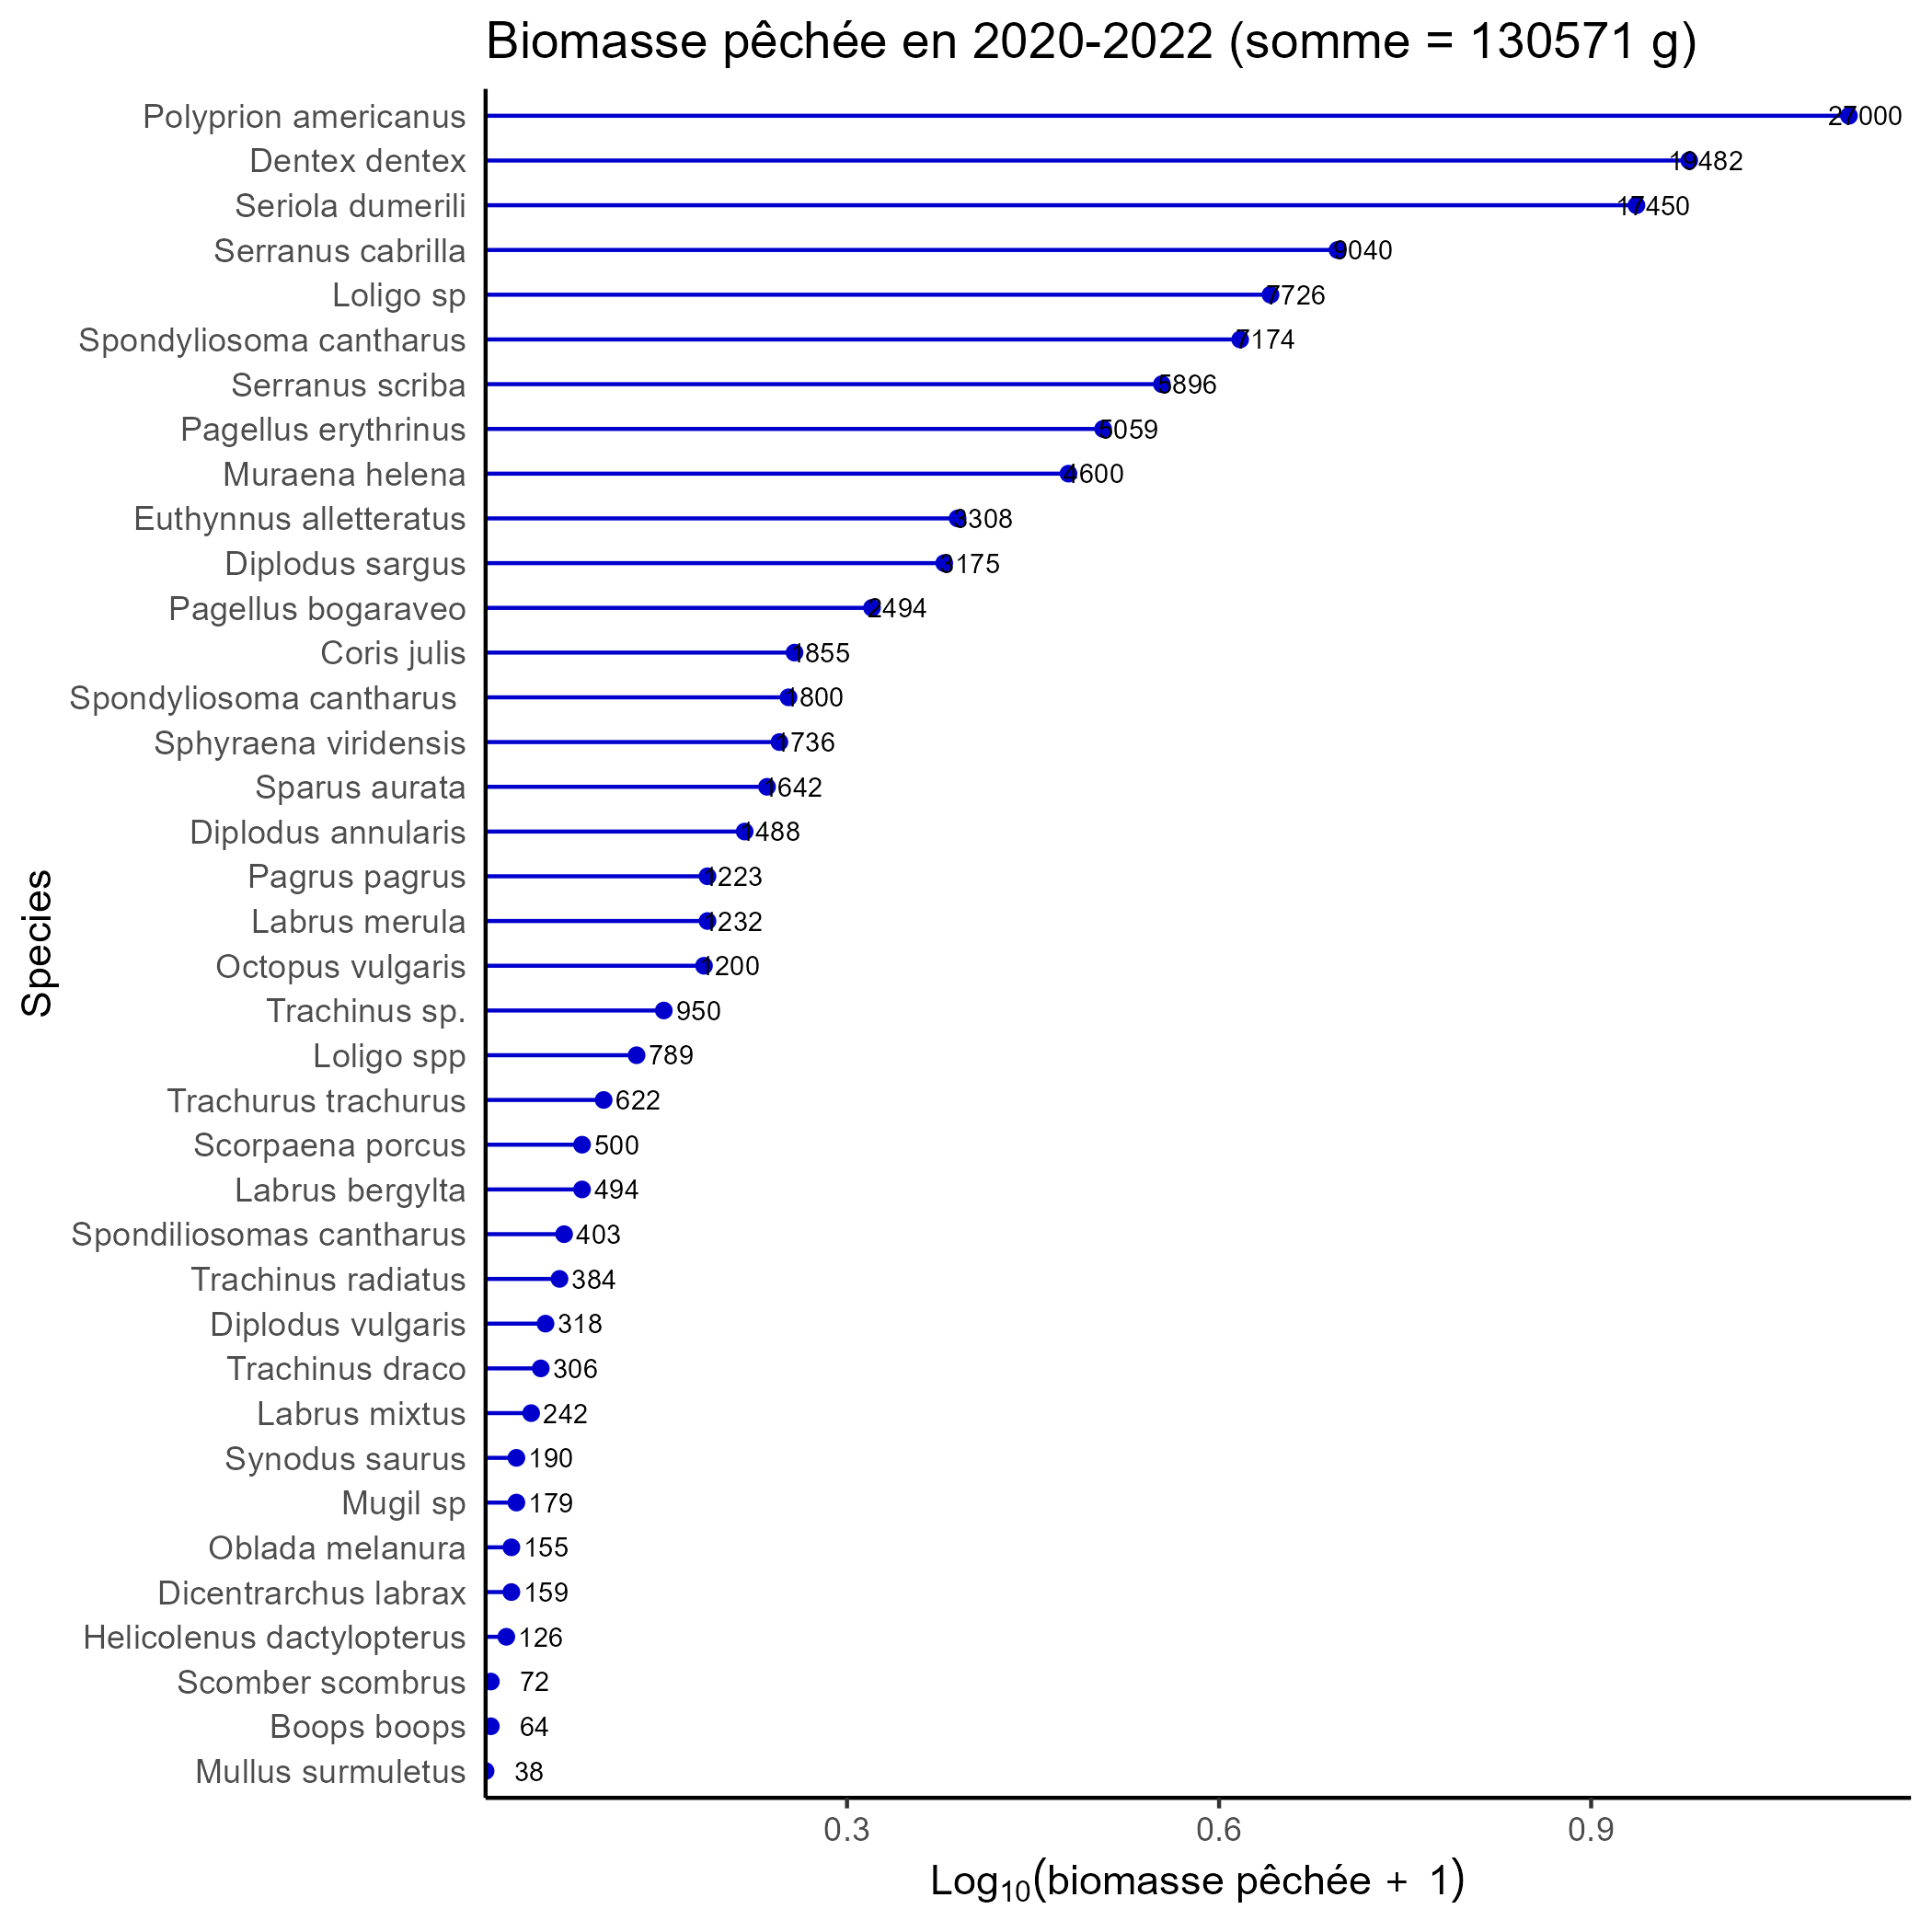 Biomasse pêchée en 2020-2022 (somme = 130571 g)
Polyprion americanus 27000
Dentex dentex 19482
Seriola dumerili 17450
Serranus cabrilla 9040
Loligo sp 7726
Spondyliosoma cantharus 7174
Serranus scriba 5896
Pagellus erythrinus 5059
Muraena helena 4600
Euthynnus alletteratus 3308
Diplodus sargus 3175
Pagellus bogaraveo 2494
Coris julis 1855
Spondyliosoma cantharus 1800
Sphyraena viridensis 1736
Sparus aurata 1642
Diplodus annularis 1488
Pagrus pagrus 1223
Labrus merula 1232
Octopus vulgaris 1200
Trachinus sp. 950
Loligo spp 789
Trachurus trachurus 622
Scorpaena porcus 500
Labrus bergylta 494
Spondiliosomas cantharus 403
Trachinus radiatus 384
Diplodus vulgaris 318
Trachinus draco 306
Labrus mixtus 242
Synodus saurus 190
Mugil sp 179
Oblada melanura 155
Dicentrarchus labrax 159
Helicolenus dactylopterus 126
Scomber scombrus 72
Boops boops 64
Mullus surmuletus 38
Species
0.3 0.6 0.9
Log10(biomasse pêchée + 1)